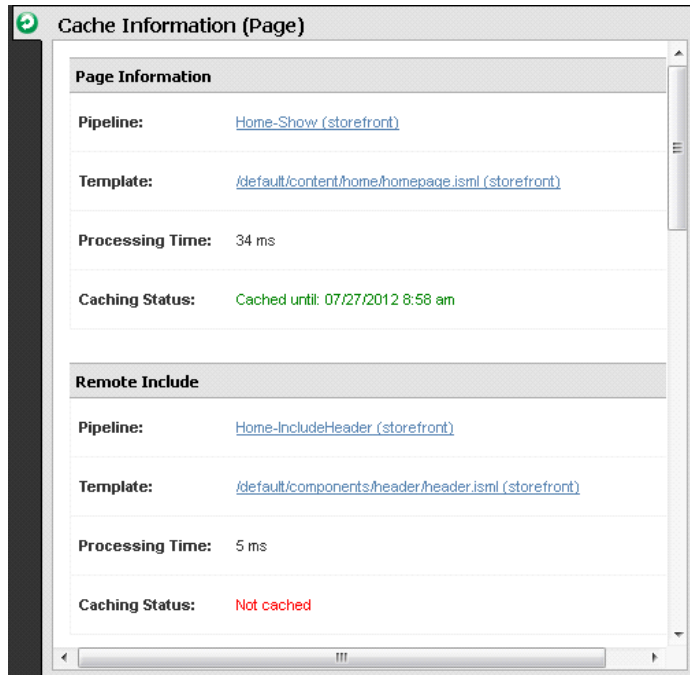 Cache Information (Page)
Page Information
Pipeline: Home-Show (storefront)
Template: /default/content/home/homepage.isml (storefront)
Processing Time: 34 ms
Caching Status: Cached until: 07/27/2012 8:58 am
Remote Include
Pipeline: Home-IncludeHeader (storefront)
Template: /default/components/header/header.isml (storefront)
Processing Time: 5 ms
Caching Status: Not cached